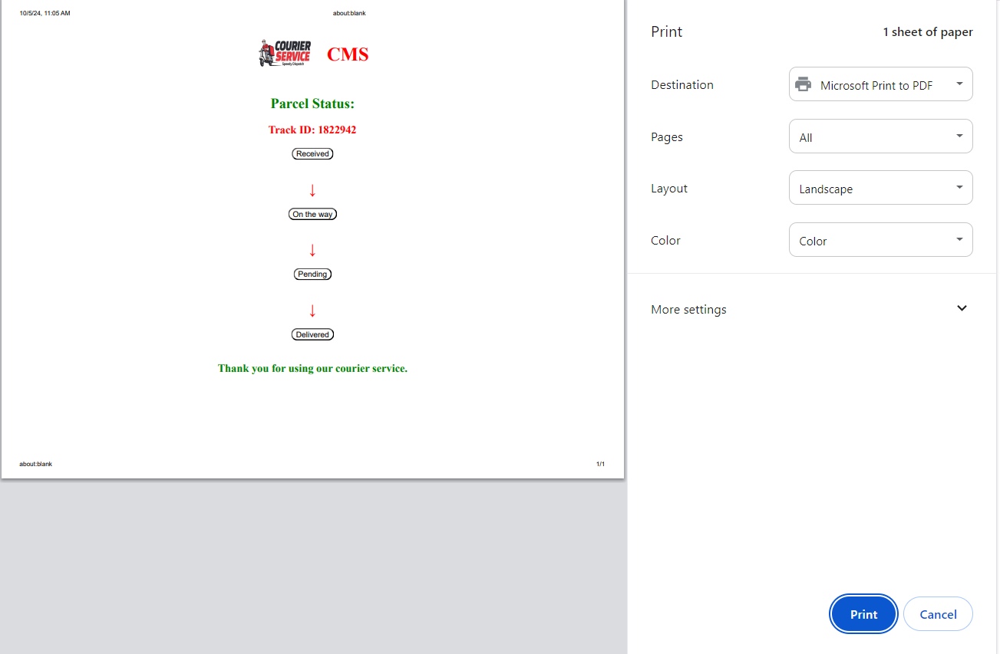 10/5/24, 11:05 AM about:blank
COURIER
SERVICE
Speedy Dispatch
CMS
Parcel Status:
Track ID: 1822942
Received
↓
On the way
↓
Pending
↓
Delivered
Thank you for using our courier service.
about:blank 1/1
Print 1 sheet of paper
Destination Microsoft Print to PDF
Pages All
Layout Landscape
Color Color
More settings
Print Cancel